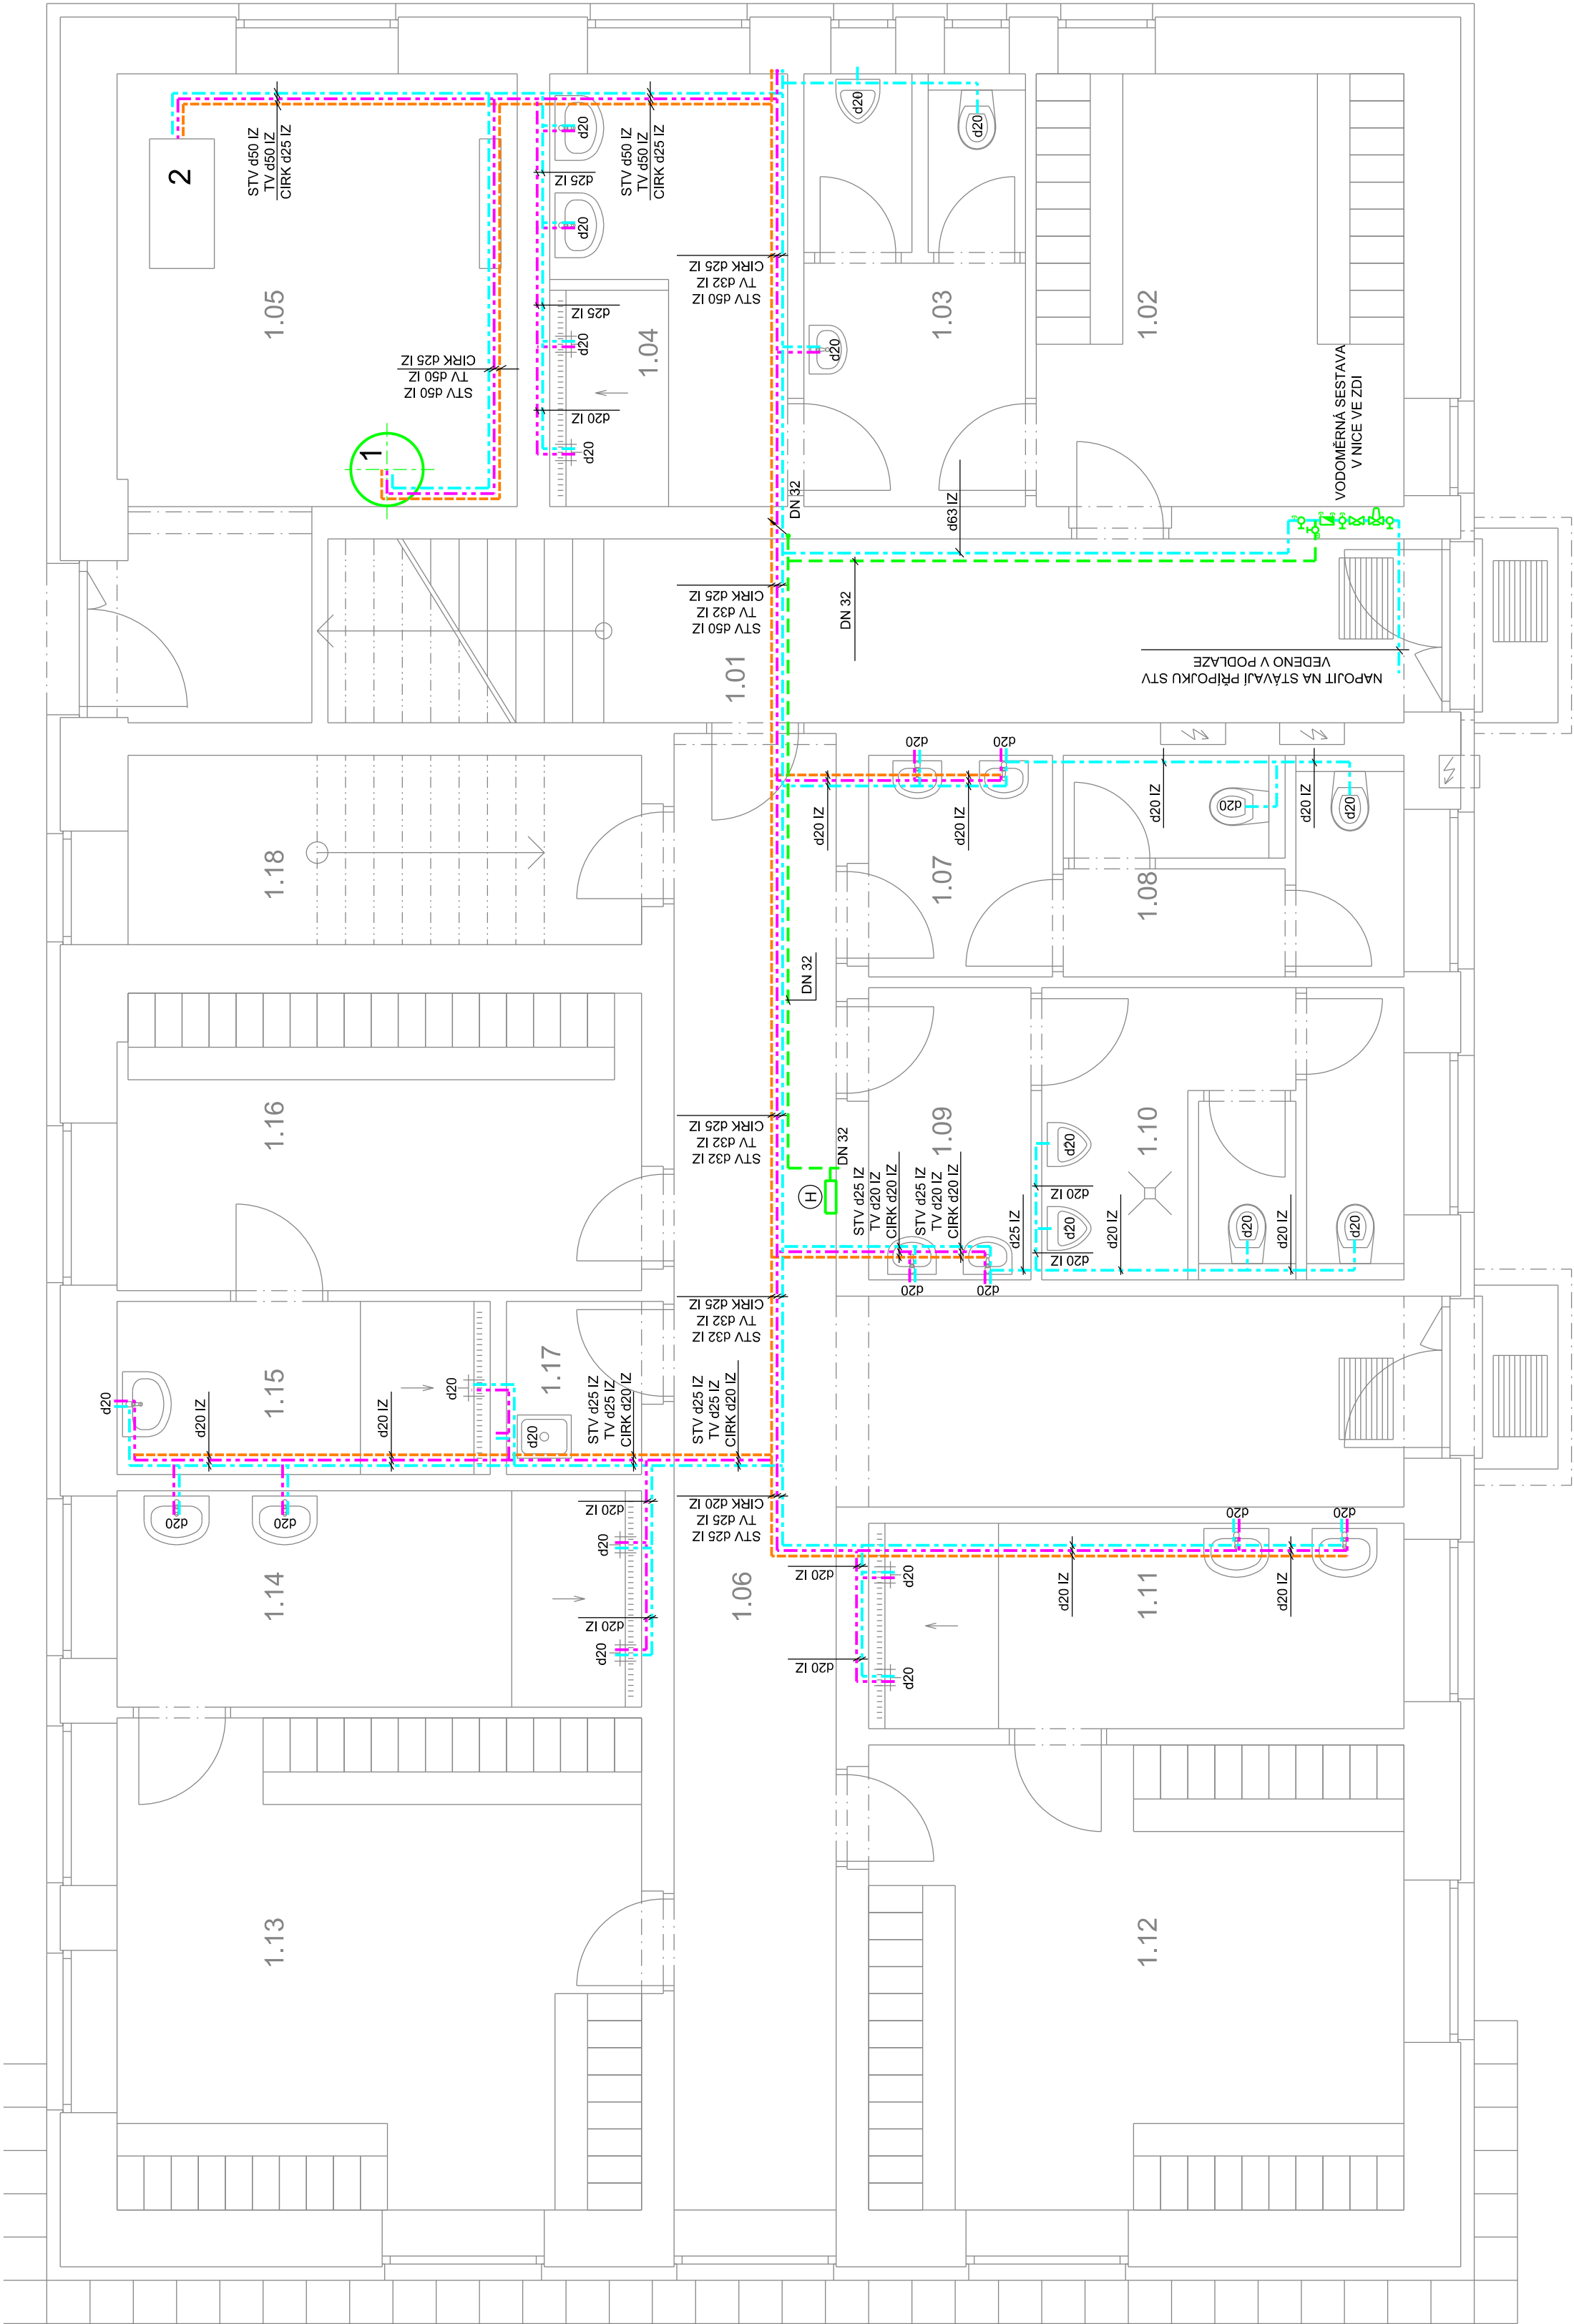 2
STV d50 IZ
TV d50 IZ
CIRK d25 IZ
1.05
STV d50 IZ
TV d50 IZ
CIRK d25 IZ
1
d20
d25 IZ
d20
d25 IZ
d20
d20 IZ
d20
1.04
STV d50 IZ
TV d50 IZ
CIRK d25 IZ
STV d50 IZ
TV d32 IZ
CIRK d25 IZ
d20
d20
d20
1.03
1.02
VODOMĚRNÁ SESTAVA
V NICE VE ZDI
DN 32
d63 IZ
DN 32
STV d50 IZ
TV d32 IZ
CIRK d25 IZ
1.01
NAPOJIT NA STÁVAJÍ PŘÍPOJKU STV
VEDENO V PODLAZE
d20
d20
d20 IZ
d20 IZ
d20 IZ
d20 IZ
d20
d20
1.18
1.07
1.08
DN 32
1.16
STV d32 IZ
TV d32 IZ
CIRK d25 IZ
DN 32
H
1.09
1.10
STV d25 IZ
TV d20 IZ
CIRK d20 IZ
STV d25 IZ
TV d20 IZ
CIRK d20 IZ
d25 IZ
d20
d20 IZ
d20
d20 IZ
d20 IZ
d20
d20 IZ
d20
d20
d20
STV d32 IZ
TV d32 IZ
CIRK d25 IZ
1.15
1.17
d20
d20 IZ
d20 IZ
d20
d20
STV d25 IZ
TV d25 IZ
CIRK d20 IZ
STV d25 IZ
TV d25 IZ
CIRK d20 IZ
d20
d20
d20 IZ
d20
d20 IZ
d20
STV d25 IZ
TV d25 IZ
CIRK d20 IZ
1.14
1.06
d20 IZ
d20
d20 IZ
d20
d20 IZ
d20 IZ
d20
d20
1.11
1.13
1.12